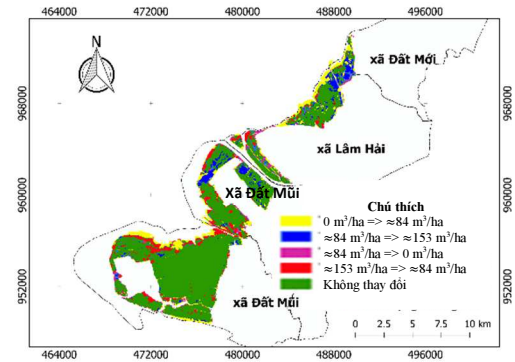 464000 472000 480000 488000 496000
N
xã Đất Mới
968000 968000
xã Lâm Hải
Xã Đất Mũi
960000 960000
Chú thích
0 m³/ha => ≈84 m³/ha
≈84 m³/ha => ≈153 m³/ha
≈84 m³/ha => 0 m³/ha
≈153 m³/ha => ≈84 m³/ha
Không thay đổi
952000 952000
xã Đất Mũi
0 2.5 5 7.5 10 km
464000 472000 480000 488000 496000